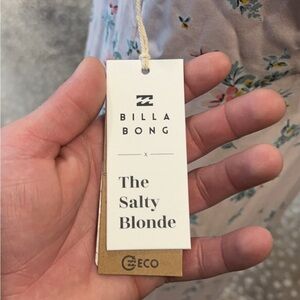 BILLA
BONG
x
The
Salty
Blonde
ECO